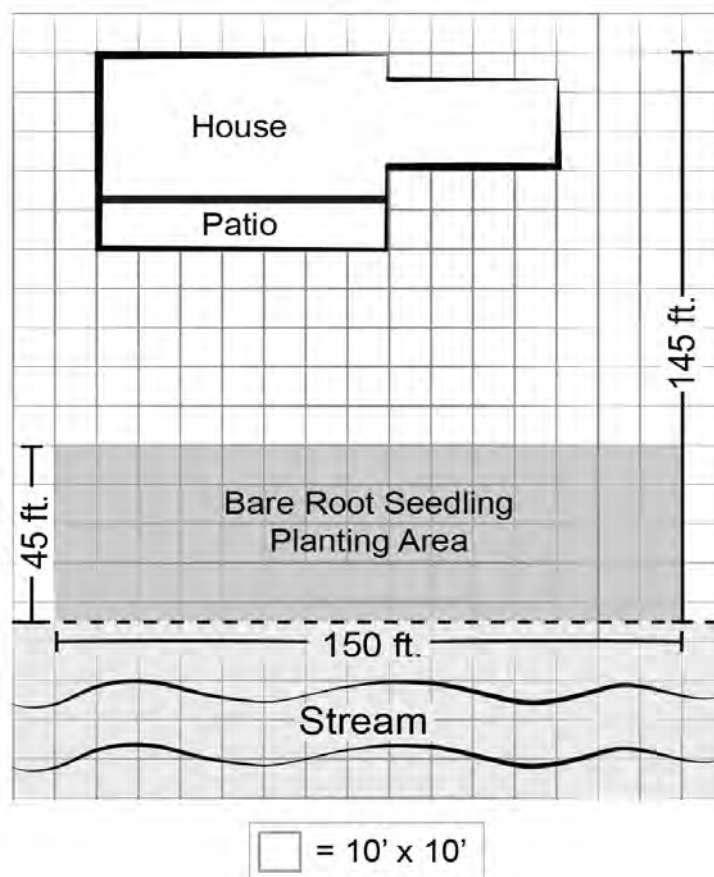 House
Patio
145 ft.
45 ft.
Bare Root Seedling
Planting Area
150 ft.
Stream
= 10' x 10'